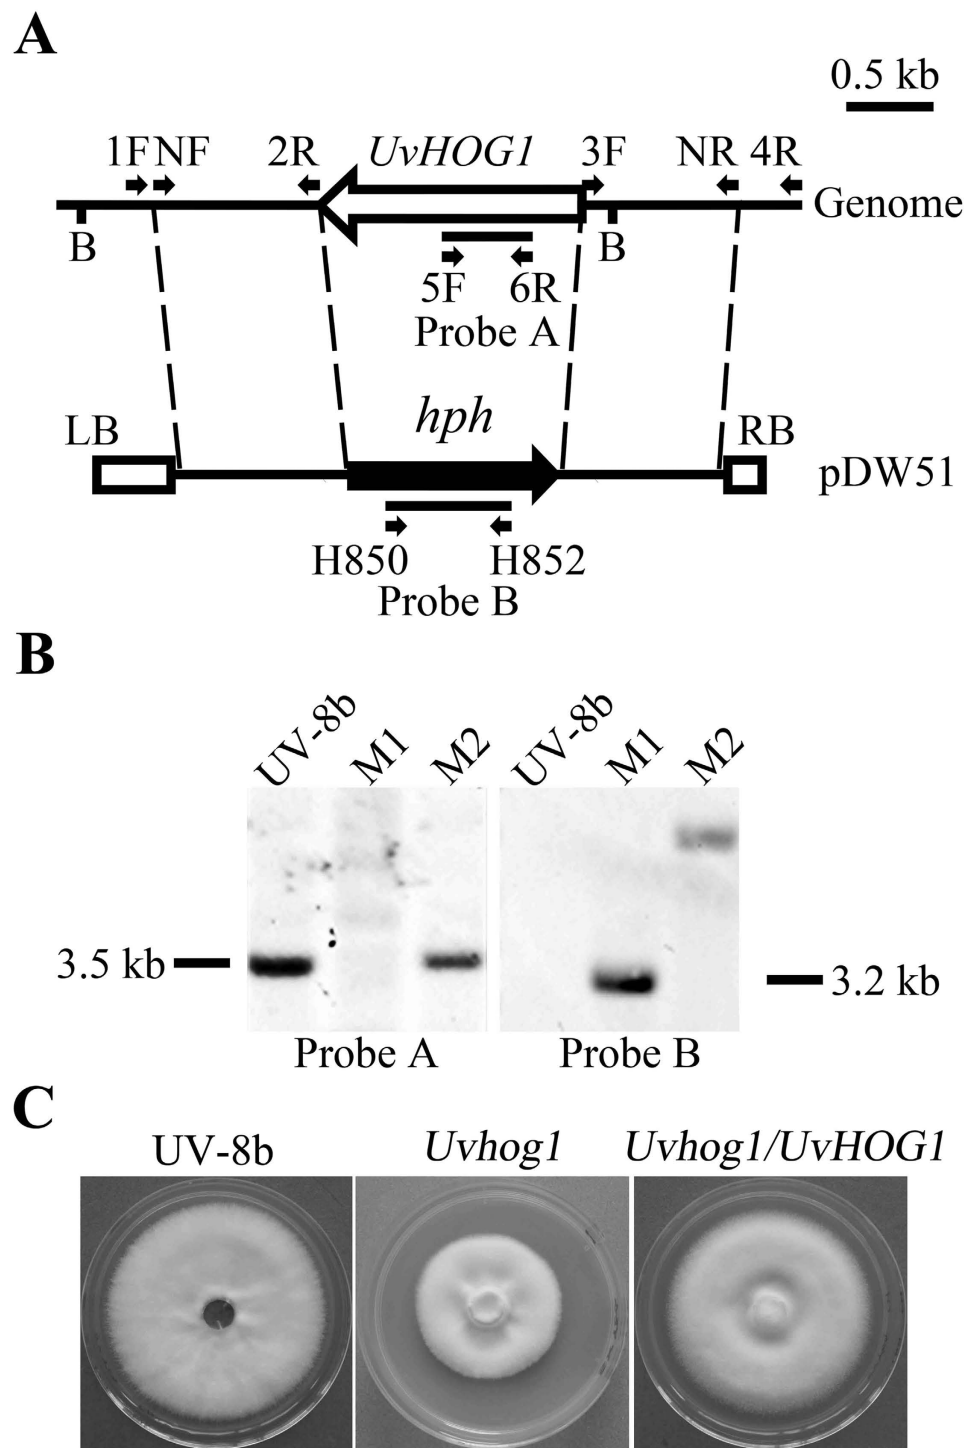 A
0.5 kb
1F NF 2R UvHOG1 3F NR 4R
Genome
B B
5F 6R
Probe A
LB hph RB
pDW51
H850 H852
Probe B
B
UV-8b M1 M2 UV-8b M1 M2
3.5 kb 3.2 kb
Probe A Probe B
C
UV-8b Uvhog1 Uvhog1/UvHOG1